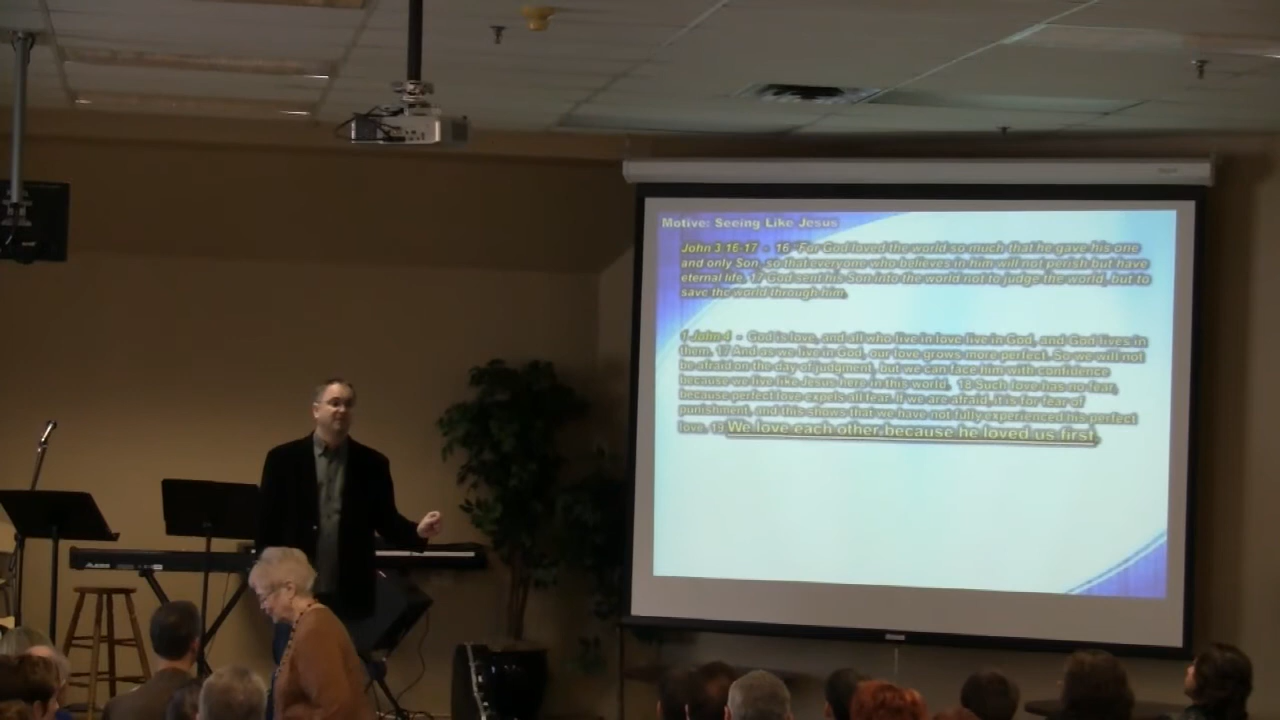 Motive: Seeing Like Jesus
John 3:16-17 - 16 "For God loved the world so much that he gave his one
and only Son, so that everyone who believes in him will not perish but have
eternal life. 17 God sent his Son into the world not to judge the world, but to
save the world through him.
1 John 4 - God is love, and all who live in love live in God, and God lives in
them. 17 And as we live in God, our love grows more perfect. So we will not
be afraid on the day of judgment, but we can face him with confidence
because we live like Jesus here in this world. 18 Such love has no fear,
because perfect love expels all fear. If we are afraid, it is for fear of
punishment, and this shows that we have not fully experienced his perfect
love. 19 We love each other because he loved us first.
ALESIS